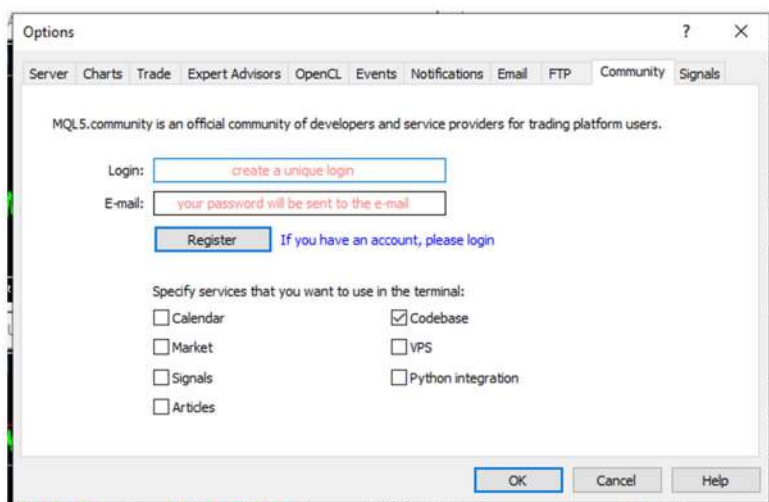 Options
?
Server Charts Trade Expert Advisors OpenCL Events Notifications Email FTP Community Signals
MQL5.community is an official community of developers and service providers for trading platform users.
Login: create a unique login
E-mail: your password will be sent to the e-mail
Register If you have an account, please login
Specify services that you want to use in the terminal:
Calendar Codebase
Market VPS
Signals Python integration
Articles
OK Cancel Help